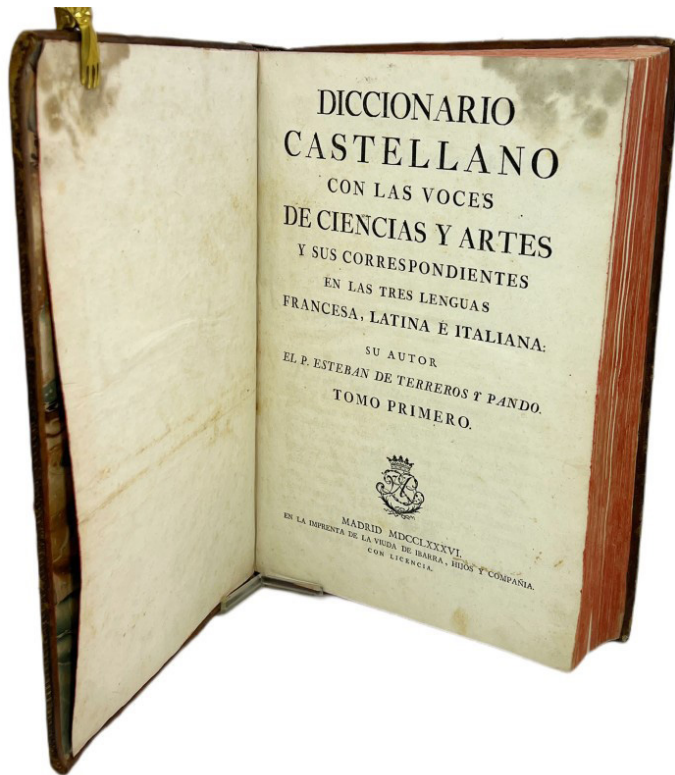 DICCIONARIO
CASTELLANO
CON LAS VOCES
DE CIENCIAS Y ARTES
Y SUS CORRESPONDIENTES
EN LAS TRES LENGUAS
FRANCESA, LATINA É ITALIANA:
SU AUTOR
EL P. ESTEBAN DE TERREROS Y PANDO.
TOMO PRIMERO.
MADRID MDCCLXXXVI.
EN LA IMPRENTA DE LA VIUDA DE IBARRA, HIJOS Y COMPAÑIA.
CON LICENCIA.